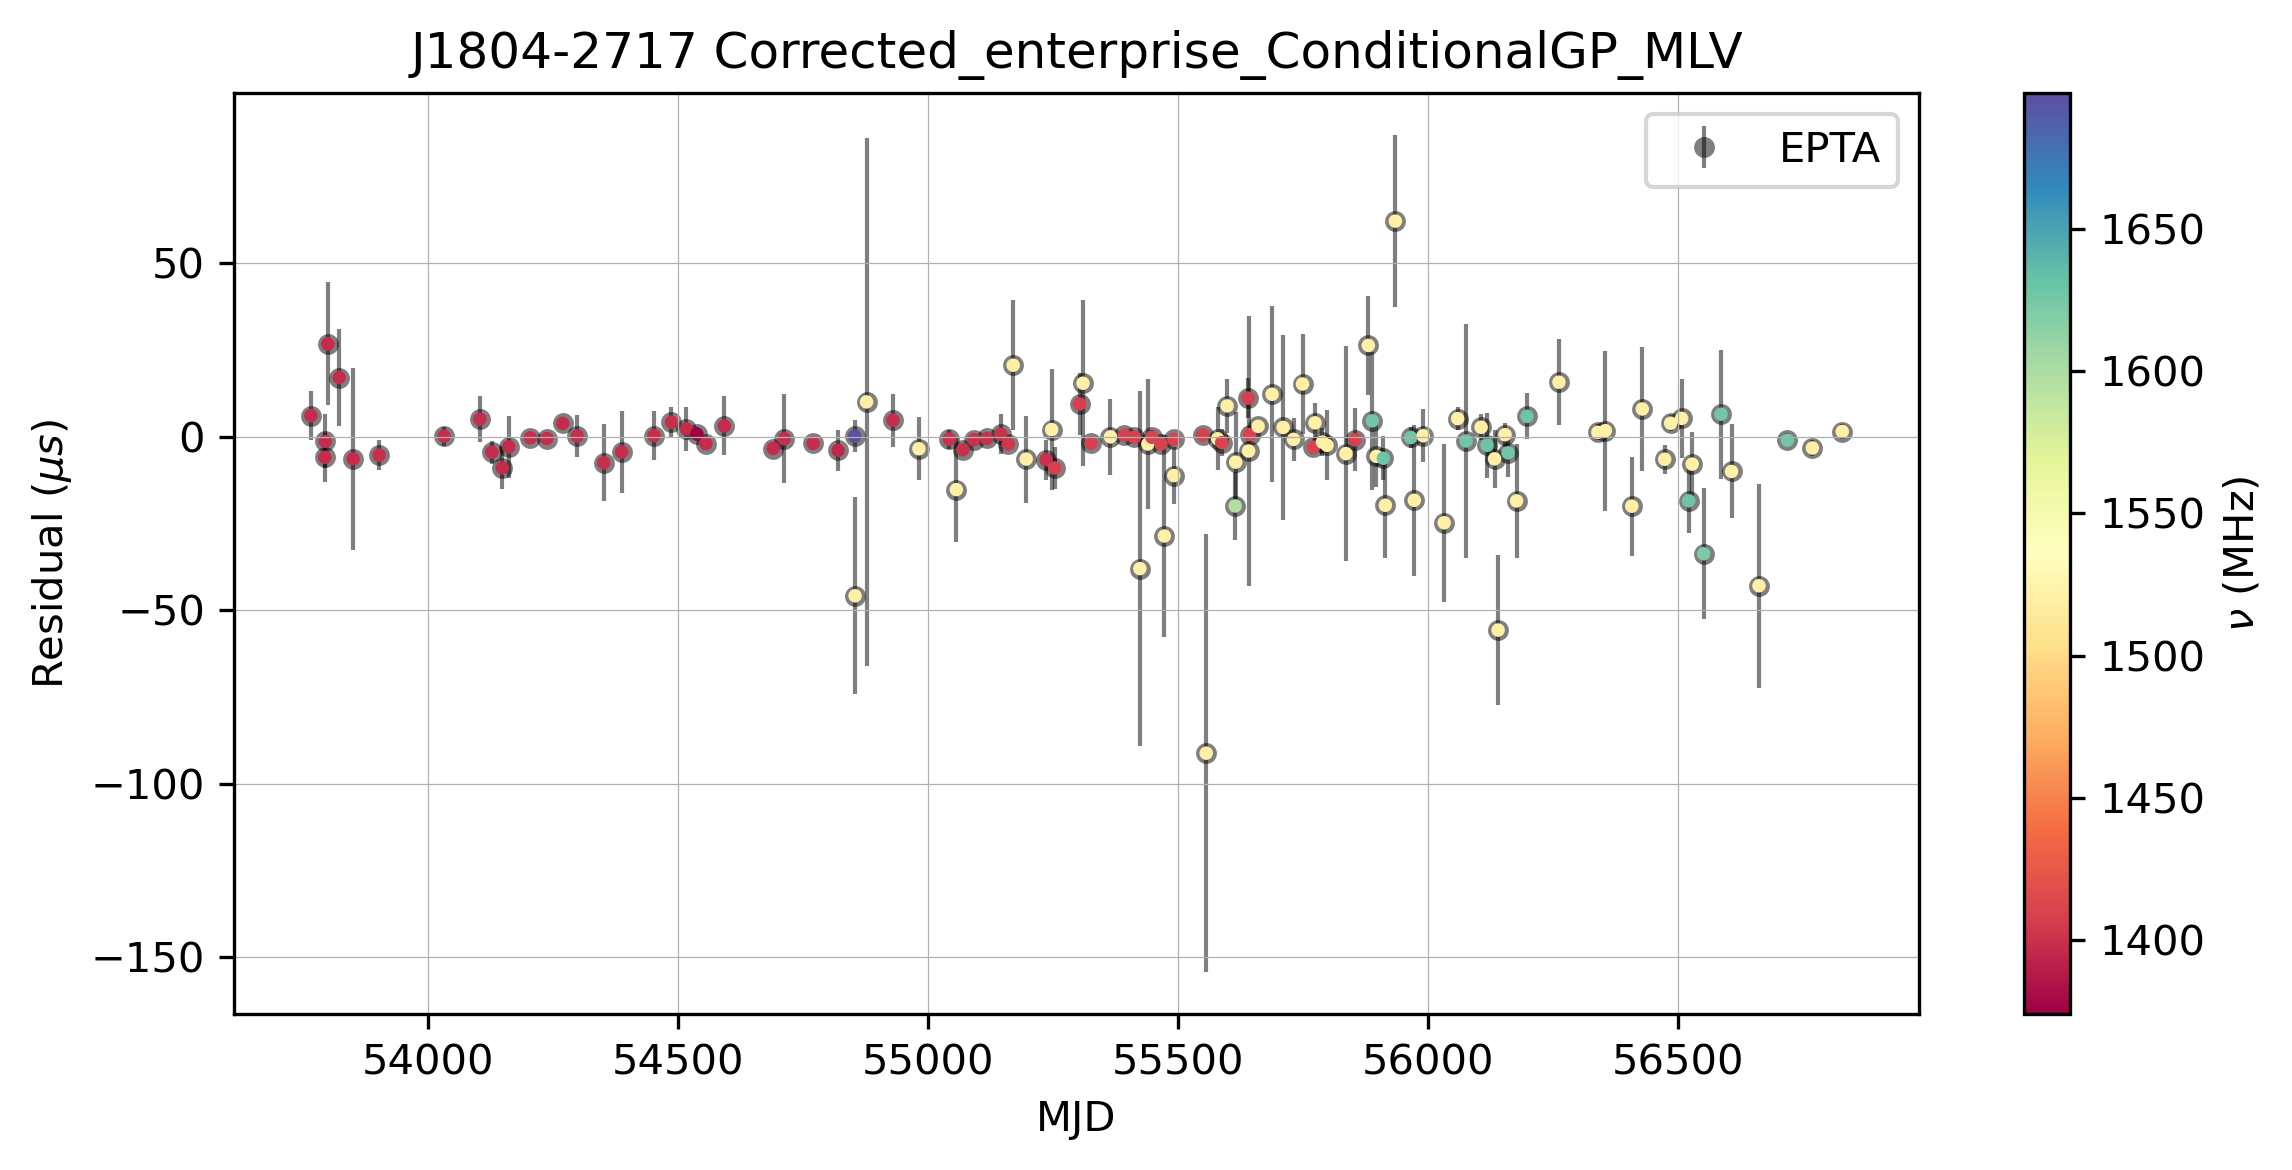 J1804-2717 Corrected_enterprise_ConditionalGP_MLV
EPTA
Residual (μs)
50
0
−50
−100
−150
54000 54500 55000 55500 56000 56500
MJD
1650
1600
1550
1500
1450
1400
ν (MHz)